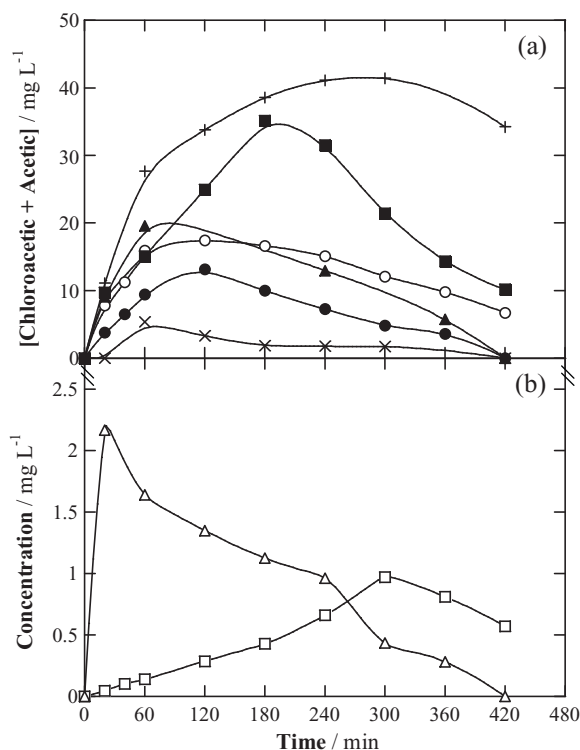 (a)
[Chloroacetic + Acetic] / mg L⁻¹
50
40
30
20
10
0
(b)
Concentration / mg L⁻¹
2.5
2
1.5
1
0.5
0
0 60 120 180 240 300 360 420 480
Time / min